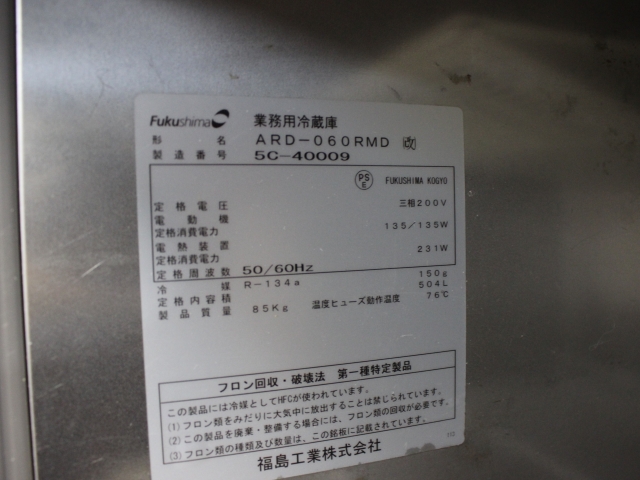 Fukushima 業務用冷蔵庫
形名 ARD-060RMD 改
製造番号 5C-40009
PSE FUKUSHIMA KOGYO
定格電圧 三相200V
電動機
定格消費電力 135/135W
電熱装置
定格消費電力 231W
定格周波数 50/60Hz
冷媒 R-134a 150g
定格内容積 504L
製品質量 85Kg 温度ヒューズ動作温度 76℃
フロン回収・破壊法 第一種特定製品
この製品には冷媒としてHFCが使われています。
(1) フロン類をみだりに大気中に放出することは禁じられています。
(2) この製品を廃棄・整備する場合には、フロン類の回収が必要です。
(3) フロン類の種類及び数量は、この銘板に記載されています。
福島工業株式会社